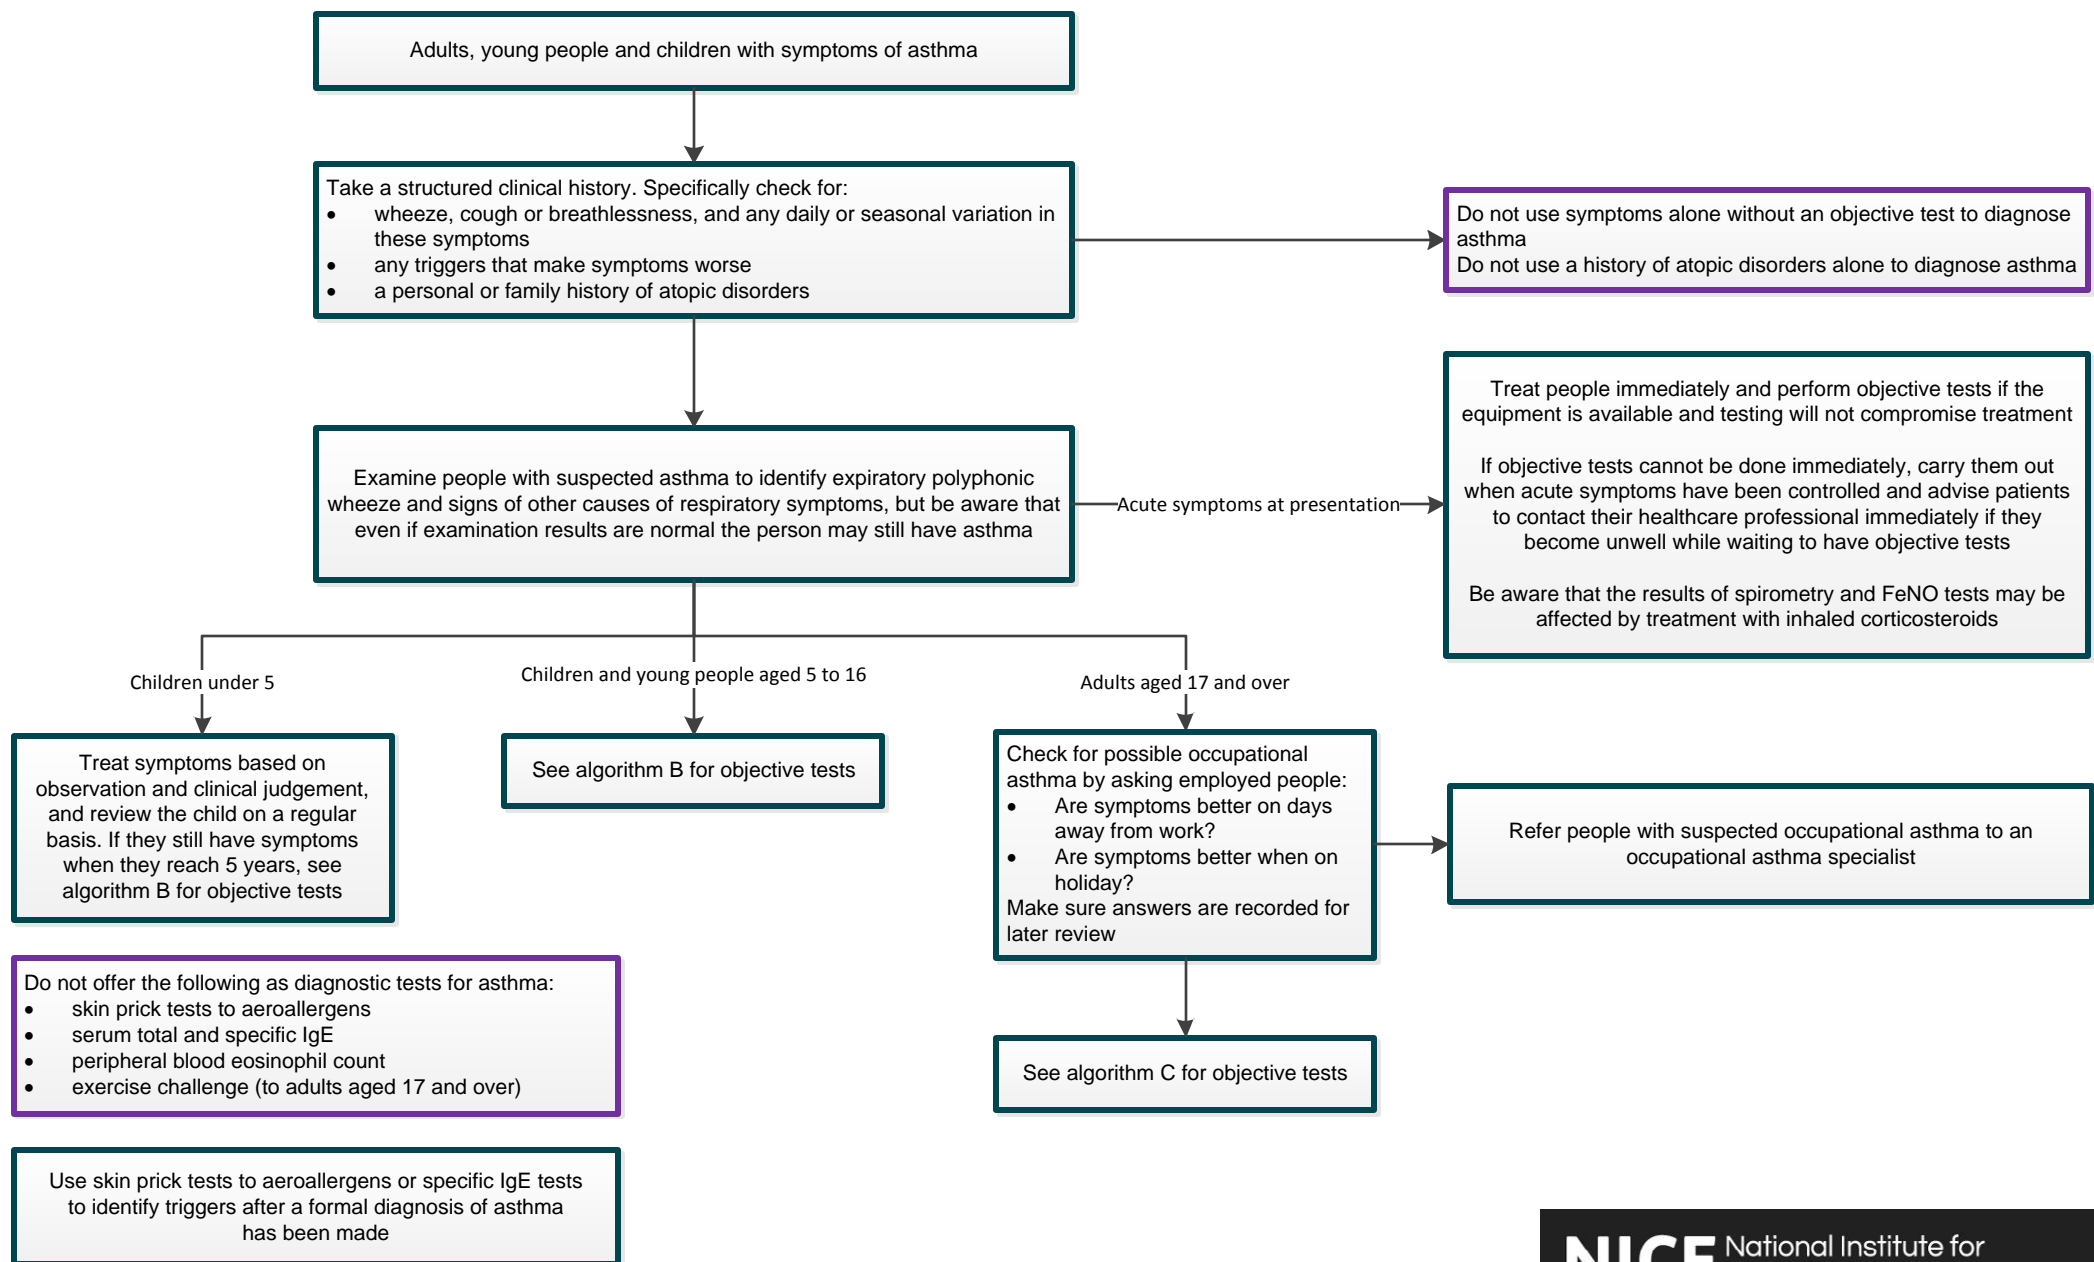 Adults, young people and children with symptoms of asthma
Take a structured clinical history. Specifically check for:
• wheeze, cough or breathlessness, and any daily or seasonal variation in
these symptoms
• any triggers that make symptoms worse
• a personal or family history of atopic disorders
Do not use symptoms alone without an objective test to diagnose
asthma
Do not use a history of atopic disorders alone to diagnose asthma
Examine people with suspected asthma to identify expiratory polyphonic
wheeze and signs of other causes of respiratory symptoms, but be aware that
even if examination results are normal the person may still have asthma
Acute symptoms at presentation
Treat people immediately and perform objective tests if the
equipment is available and testing will not compromise treatment
If objective tests cannot be done immediately, carry them out
when acute symptoms have been controlled and advise patients
to contact their healthcare professional immediately if they
become unwell while waiting to have objective tests
Be aware that the results of spirometry and FeNO tests may be
affected by treatment with inhaled corticosteroids
Children under 5
Children and young people aged 5 to 16
Adults aged 17 and over
Treat symptoms based on
observation and clinical judgement,
and review the child on a regular
basis. If they still have symptoms
when they reach 5 years, see
algorithm B for objective tests
See algorithm B for objective tests
Check for possible occupational
asthma by asking employed people:
• Are symptoms better on days
away from work?
• Are symptoms better when on
holiday?
Make sure answers are recorded for
later review
Refer people with suspected occupational asthma to an
occupational asthma specialist
Do not offer the following as diagnostic tests for asthma:
• skin prick tests to aeroallergens
• serum total and specific IgE
• peripheral blood eosinophil count
• exercise challenge (to adults aged 17 and over)
See algorithm C for objective tests
Use skin prick tests to aeroallergens or specific IgE tests
to identify triggers after a formal diagnosis of asthma
has been made
NICE National Institute for